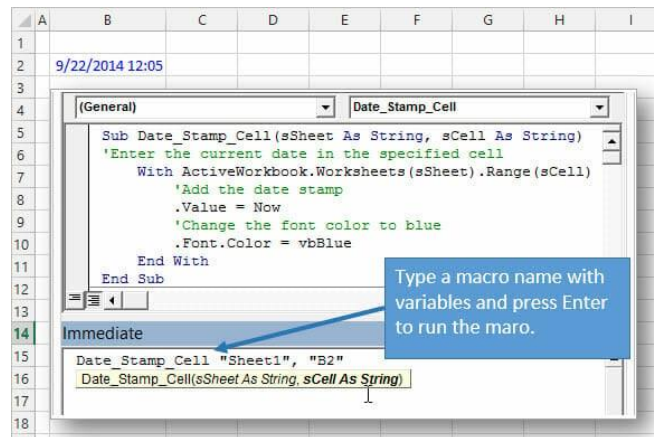 A B C D E F G H I
1
2 9/22/2014 12:05
3
4 (General) Date_Stamp_Cell
5 Sub Date_Stamp_Cell(sSheet As String, sCell As String)
6 'Enter the current date in the specified cell
7 With ActiveWorkbook.Worksheets(sSheet).Range(sCell)
8 'Add the date stamp
.Value = Now
9 'Change the font color to blue
10 .Font.Color = vbBlue
11 End With
12 End Sub
13
Type a macro name with
variables and press Enter
to run the maro.
14 Immediate
15 Date_Stamp_Cell "Sheet1", "B2"
16 Date_Stamp_Cell(sSheet As String, sCell As String)
17
18